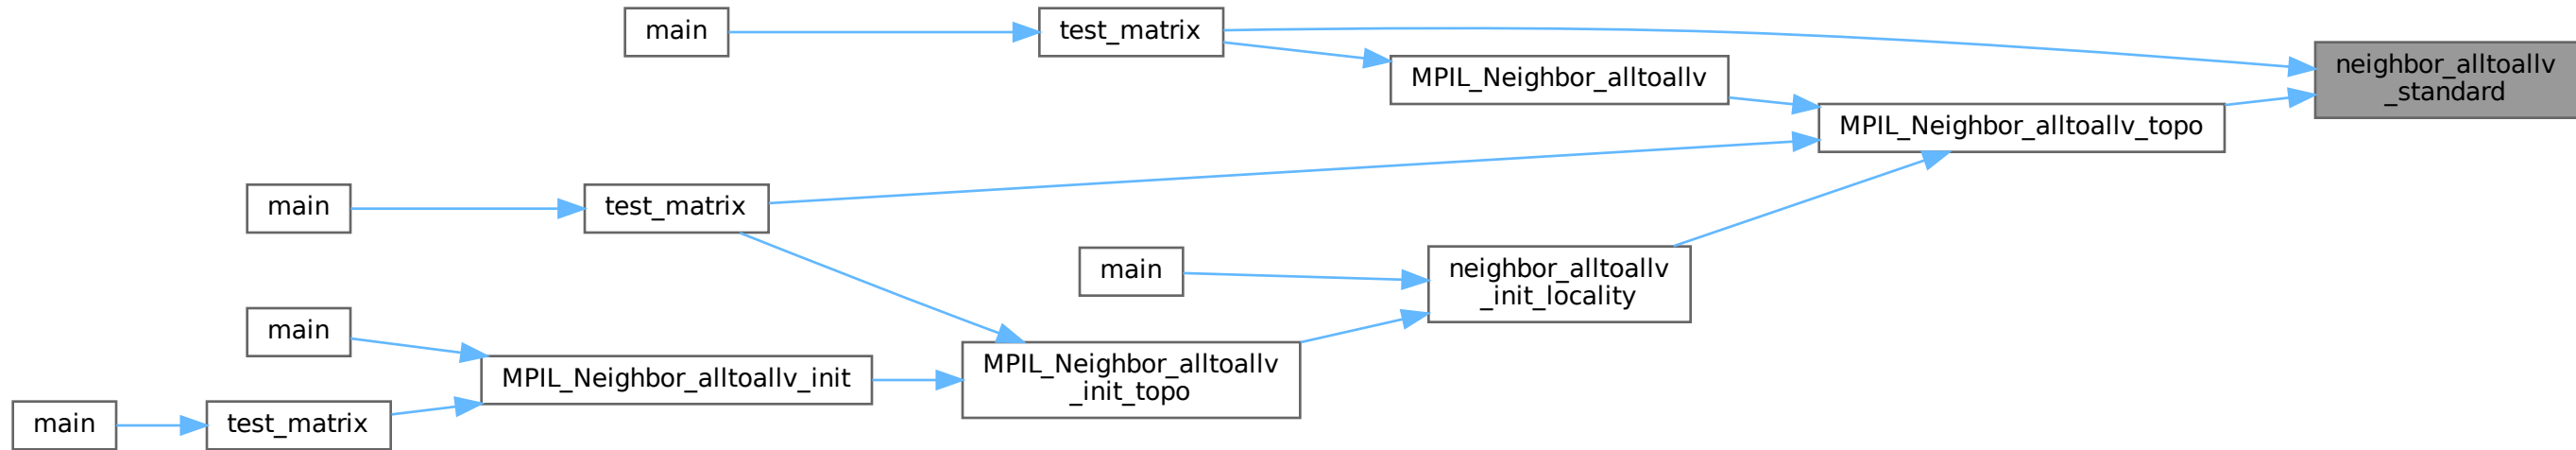 main
test_matrix
neighbor_alltoallv
_standard
MPIL_Neighbor_alltoallv
MPIL_Neighbor_alltoallv_topo
main
test_matrix
main
neighbor_alltoallv
_init_locality
main
MPIL_Neighbor_alltoallv_init
MPIL_Neighbor_alltoallv
_init_topo
main
test_matrix